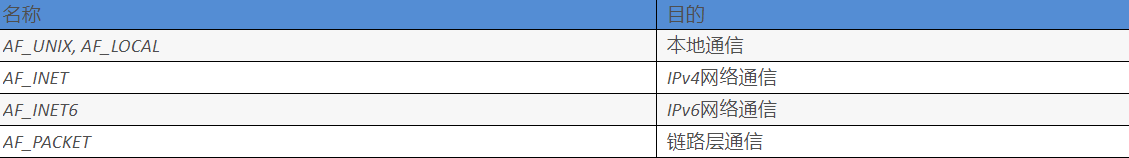 名称 目的
AF_UNIX, AF_LOCAL 本地通信
AF_INET IPv4网络通信
AF_INET6 IPv6网络通信
AF_PACKET 链路层通信